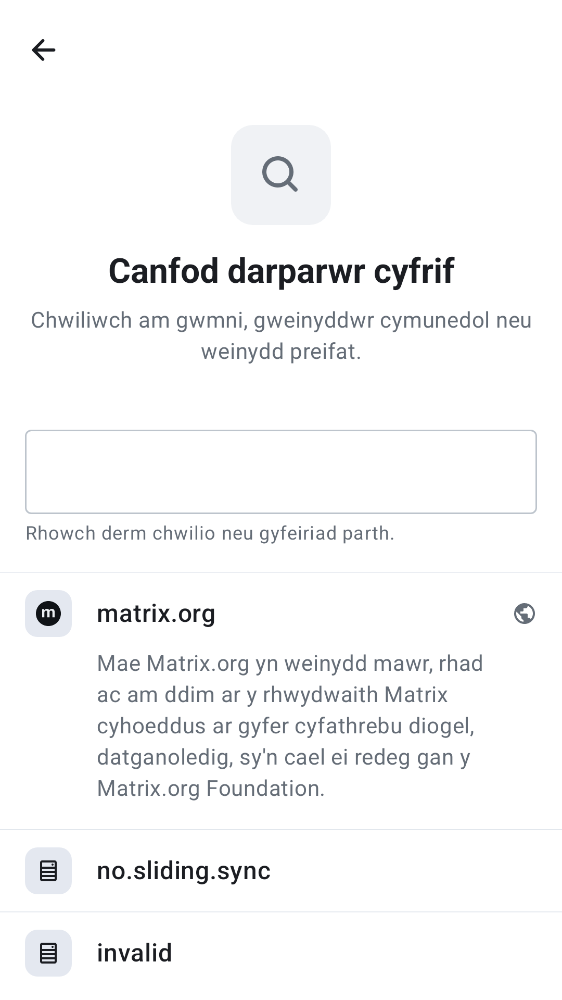 Canfod darparwr cyfrif
Chwiliwch am gwmni, gweinyddwr cymunedol neu
weinydd preifat.
Rhowch derm chwilio neu gyfeiriad parth.
m
matrix.org
Mae Matrix.org yn weinydd mawr, rhad
ac am ddim ar y rhwydwaith Matrix
cyhoeddus ar gyfer cyfathrebu diogel,
datganoledig, sy'n cael ei redeg gan y
Matrix.org Foundation.
no.sliding.sync
invalid